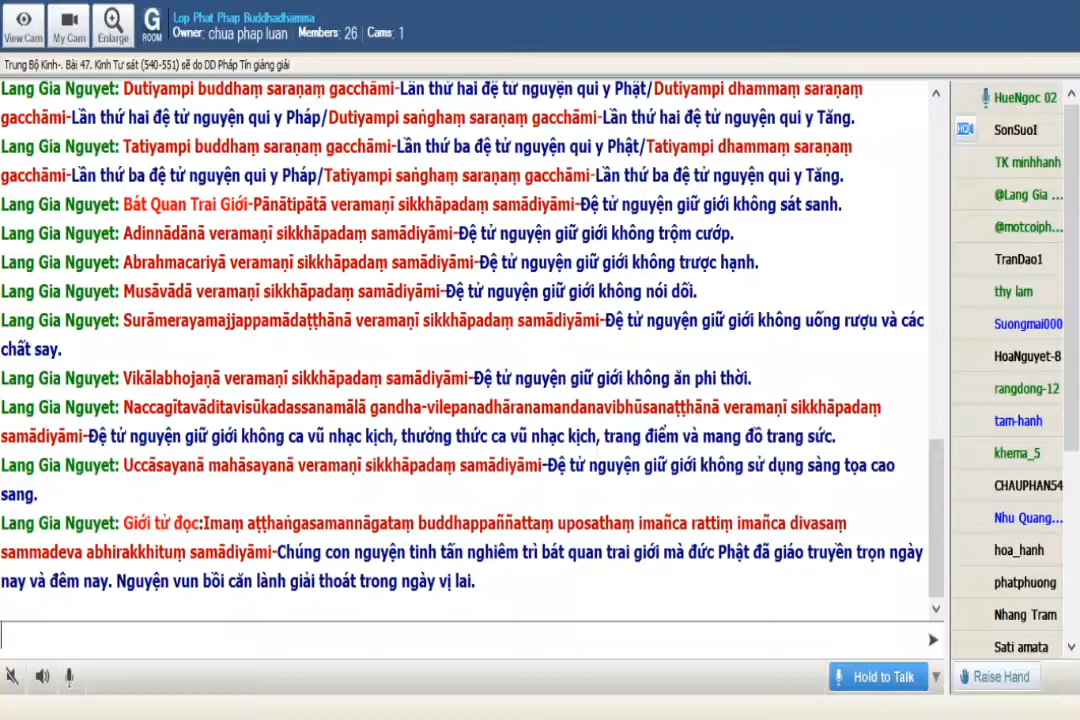 View Cam
My Cam
Enlarge
G ROOM
Lop Phat Phap Buddhadhamma
Owner: chua phap luan | Members: 26 | Cams: 1
Trung Bộ Kinh-. Bài 47. Kinh Tư sát (540-551) sẽ do DD Pháp Tín giảng giải
Lang Gia Nguyet: Dutiyampi buddhaṃ saraṇaṃ gacchāmi-Lần thứ hai đệ tử nguyện qui y Phật/Dutiyampi dhammaṃ saraṇaṃ
gacchāmi-Lần thứ hai đệ tử nguyện qui y Pháp/Dutiyampi saṅghaṃ saraṇaṃ gacchāmi-Lần thứ hai đệ tử nguyện qui y Tăng.
Lang Gia Nguyet: Tatiyampi buddhaṃ saraṇaṃ gacchāmi-Lần thứ ba đệ tử nguyện qui y Phật/Tatiyampi dhammaṃ saraṇaṃ
gacchāmi-Lần thứ ba đệ tử nguyện qui y Pháp/Tatiyampi saṅghaṃ saraṇaṃ gacchāmi-Lần thứ ba đệ tử nguyện qui y Tăng.
Lang Gia Nguyet: Bát Quan Trai Giới-Pānātipātā veramaṇī sikkhāpadaṃ samādiyāmi-Đệ tử nguyện giữ giới không sát sanh.
Lang Gia Nguyet: Adinnādānā veramaṇī sikkhāpadaṃ samādiyāmi-Đệ tử nguyện giữ giới không trộm cướp.
Lang Gia Nguyet: Abrahmacariyā veramaṇī sikkhāpadaṃ samādiyāmi-Đệ tử nguyện giữ giới không trược hạnh.
Lang Gia Nguyet: Musāvādā veramaṇī sikkhāpadaṃ samādiyāmi-Đệ tử nguyện giữ giới không nói dối.
Lang Gia Nguyet: Surāmerayamajjappamādaṭṭhānā veramaṇī sikkhāpadaṃ samādiyāmi-Đệ tử nguyện giữ giới không uống rượu và các
chất say.
Lang Gia Nguyet: Vikālabhojaṇā veramaṇī sikkhāpadaṃ samādiyāmi-Đệ tử nguyện giữ giới không ăn phi thời.
Lang Gia Nguyet: Naccagītavāditavisūkadassanamālā gandha-vilepanadhāranamandanavibhūsanaṭṭhānā veramaṇī sikkhāpadaṃ
samādiyāmi-Đệ tử nguyện giữ giới không ca vũ nhạc kịch, thưởng thức ca vũ nhạc kịch, trang điểm và mang đồ trang sức.
Lang Gia Nguyet: Uccāsayanā mahāsayanā veramaṇī sikkhāpadaṃ samādiyāmi-Đệ tử nguyện giữ giới không sử dụng sàng tọa cao
sang.
Lang Gia Nguyet: Giới tử đọc:Imaṃ aṭṭhaṅgasamannāgataṃ buddhappaññattaṃ uposathaṃ imañca rattiṃ imañca divasaṃ
sammadeva abhirakkhituṃ samādiyāmi-Chúng con nguyện tinh tấn nghiêm trì bát quan trai giới mà đức Phật đã giáo truyền trọn ngày
nay và đêm nay. Nguyện vun bồi căn lành giải thoát trong ngày vị lai.
HueNgoc 02
SonSuoI
TK minhhanh
@Lang Gia ...
@motcoiph...
TranDao1
thy lam
Suongmai000
HoaNguyet-8
rangdong-12
tam-hanh
khema_5
CHAUPHAN54
Nhu Quang...
hoa_hanh
phatphuong
Nhang Tram
Sati amata
Hold to Talk
Raise Hand